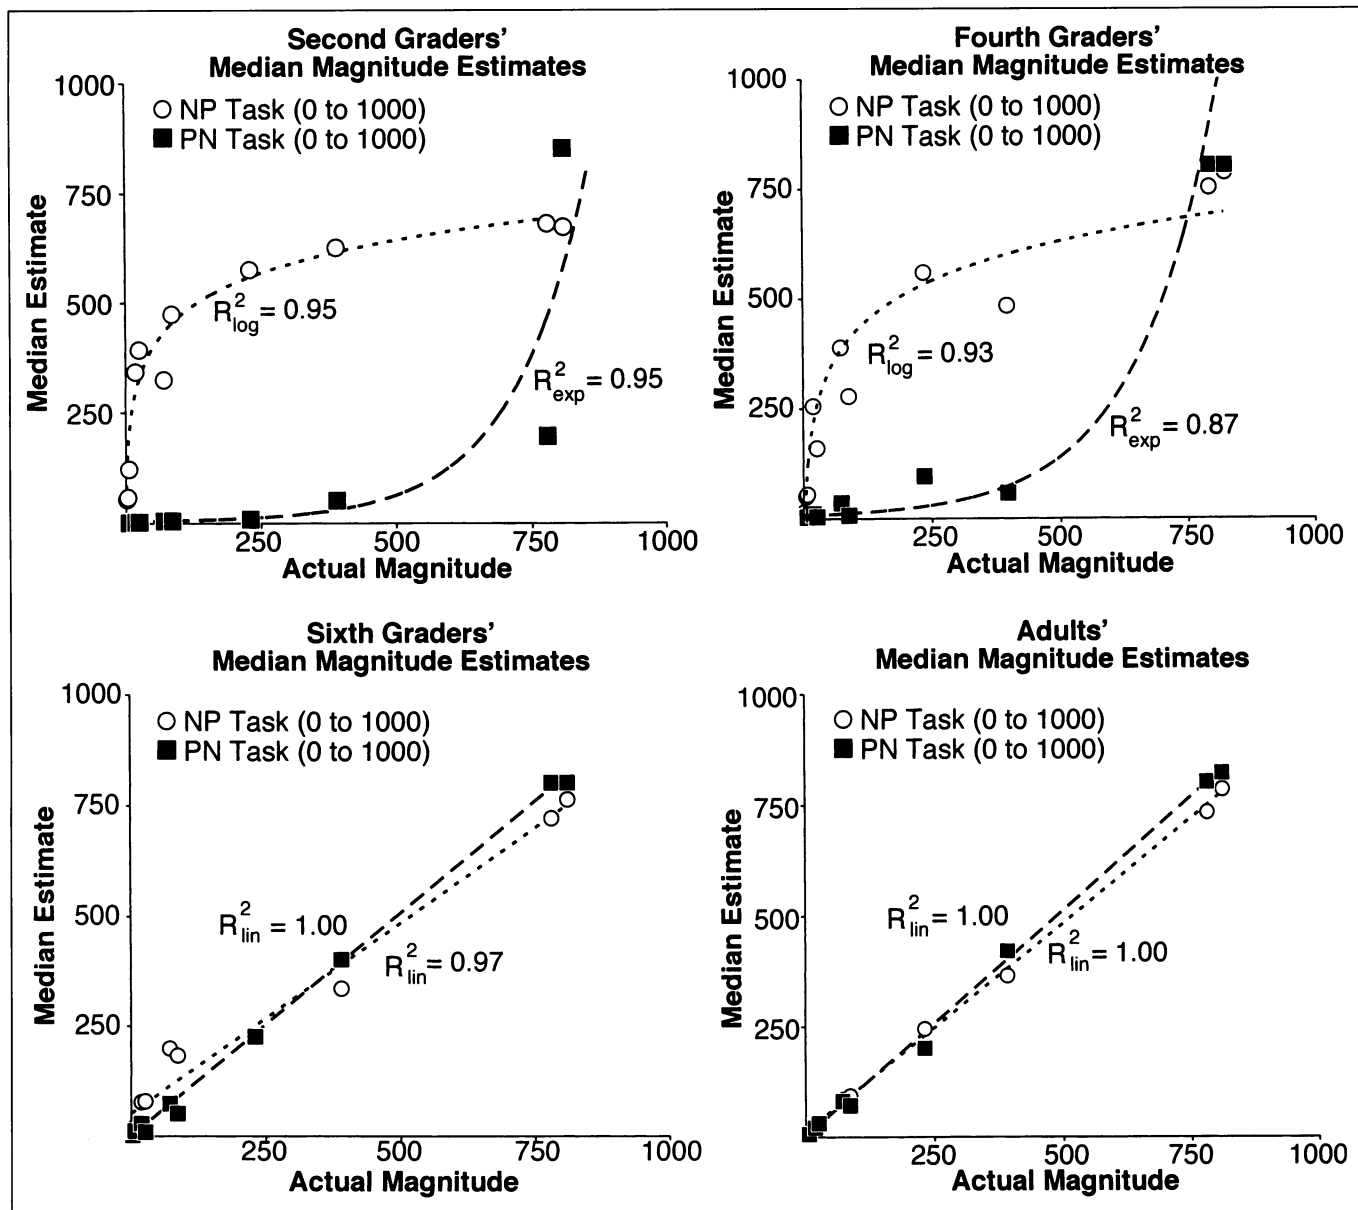 Second Graders'
Median Magnitude Estimates
1000
750
500
250
Median Estimate
NP Task (0 to 1000)
PN Task (0 to 1000)
R²log = 0.95
R²exp = 0.95
250
500
750
1000
Actual Magnitude
Fourth Graders'
Median Magnitude Estimates
1000
750
500
250
Median Estimate
NP Task (0 to 1000)
PN Task (0 to 1000)
R²log = 0.93
R²exp = 0.87
250
500
750
1000
Actual Magnitude
Sixth Graders'
Median Magnitude Estimates
1000
750
500
250
Median Estimate
NP Task (0 to 1000)
PN Task (0 to 1000)
R²lin = 1.00
R²lin = 0.97
250
500
750
1000
Actual Magnitude
Adults'
Median Magnitude Estimates
1000
750
500
250
Median Estimate
NP Task (0 to 1000)
PN Task (0 to 1000)
R²lin = 1.00
R²lin = 1.00
250
500
750
1000
Actual Magnitude